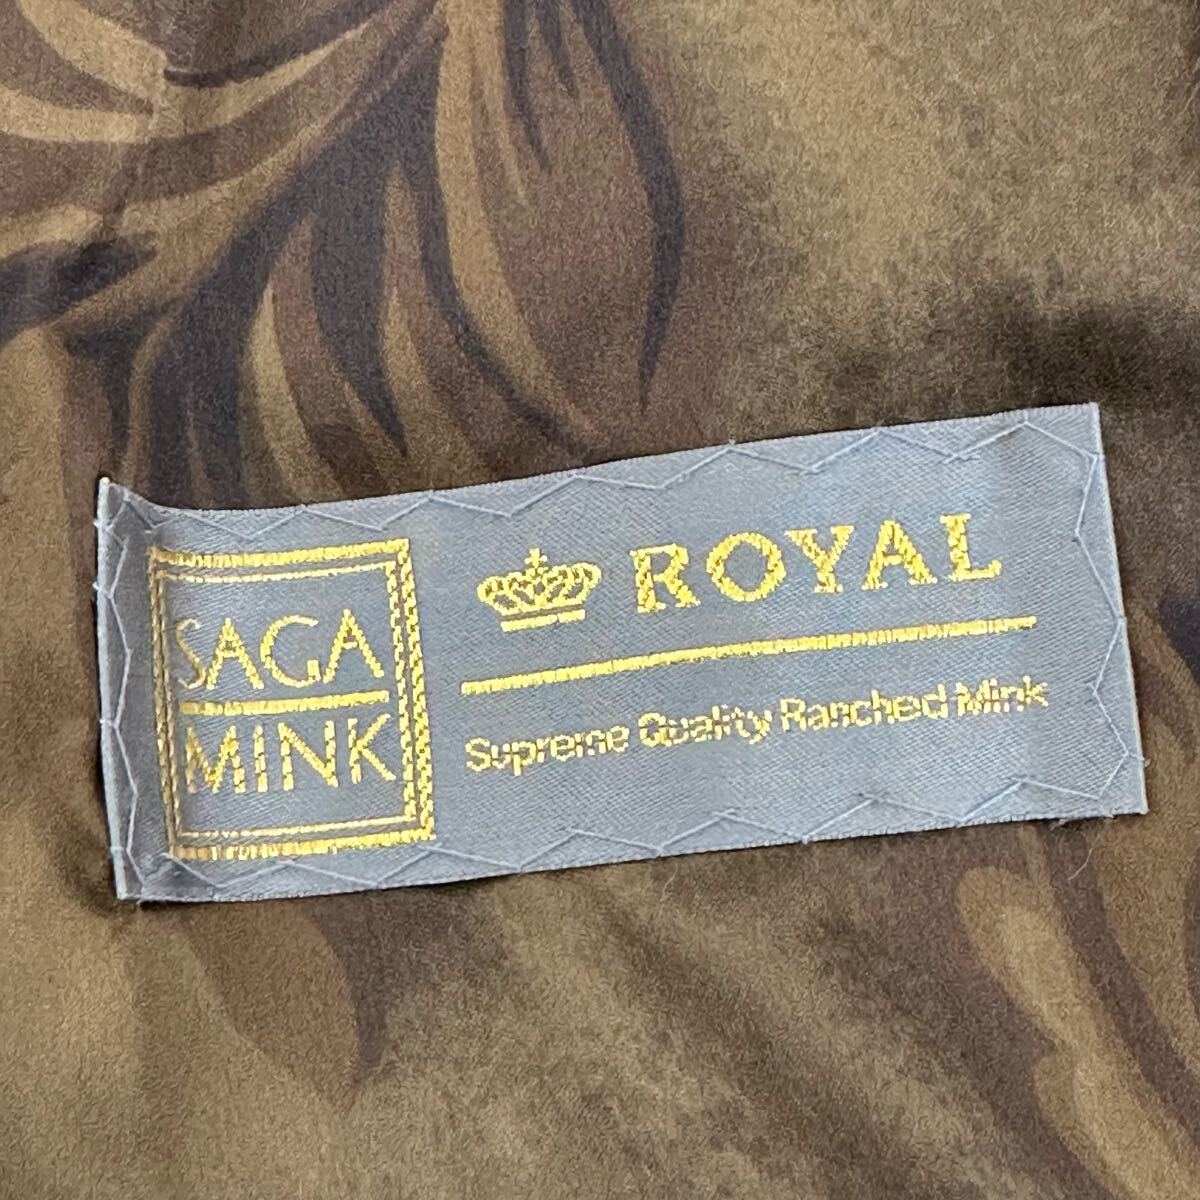 SAGA
MINK
ROYAL
Supreme Quality Ranched Mink